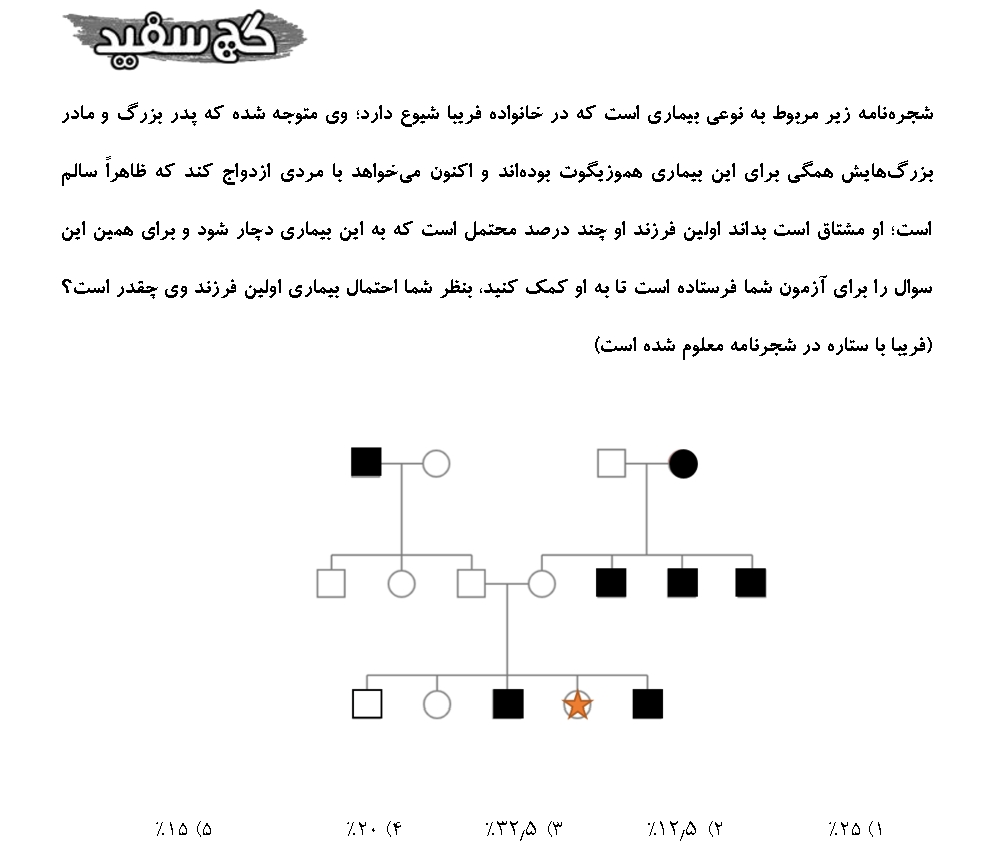 گچ سفید
شجره‌نامه زیر مربوط به نوعی بیماری است که در خانواده فریبا شیوع دارد؛ وی متوجه شده که پدر بزرگ و مادر
بزرگ‌هایش همگی برای این بیماری هموزیگوت بوده‌اند و اکنون می‌خواهد با مردی ازدواج کند که ظاهراً سالم
است؛ او مشتاق است بداند اولین فرزند او چند درصد محتمل است که به این بیماری دچار شود و برای همین این
سوال را برای آزمون شما فرستاده است تا به او کمک کنید، بنظر شما احتمال بیماری اولین فرزند وی چقدر است؟
(فریبا با ستاره در شجرنامه معلوم شده است)
۱) ۲۵٪ ۲) ۱۲٫۵٪ ۳) ۳۲٫۵٪ ۴) ۲۰٪ ۵) ۱۵٪